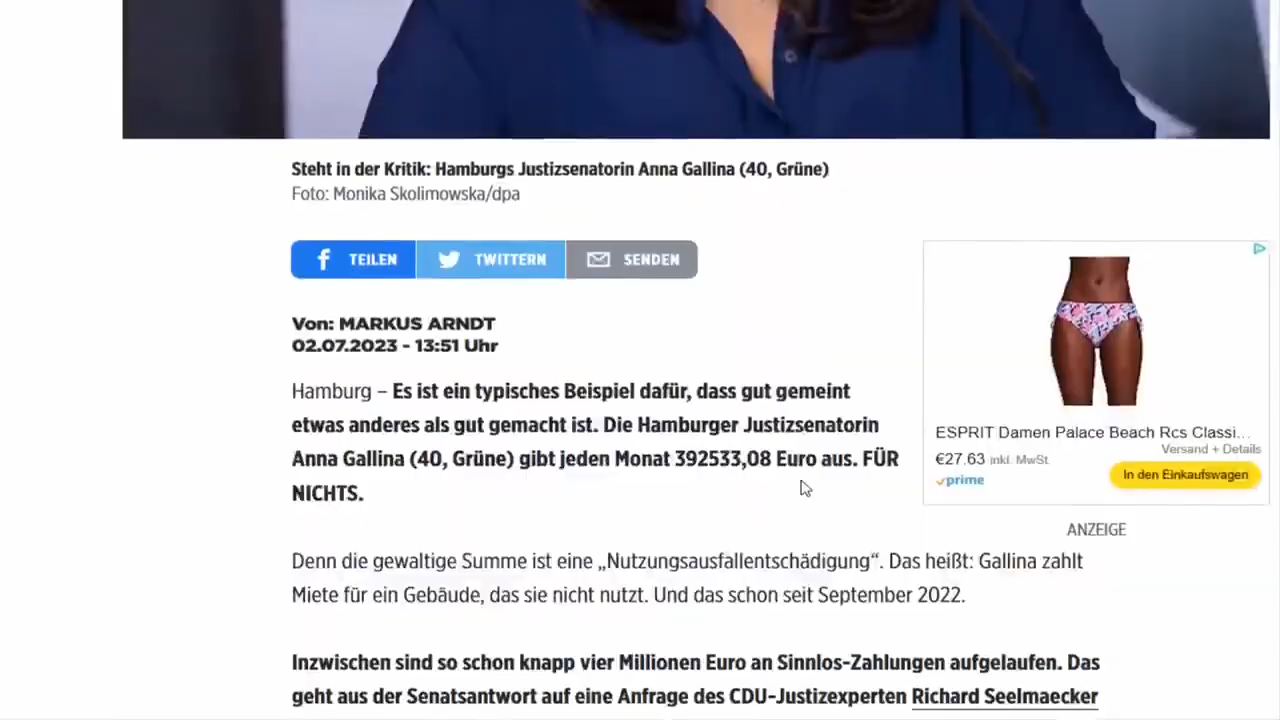 Steht in der Kritik: Hamburgs Justizsenatorin Anna Gallina (40, Grüne)
Foto: Monika Skolimowska/dpa
TEILEN
TWITTERN
SENDEN
Von: MARKUS ARNDT
02.07.2023 - 13:51 Uhr
Hamburg – Es ist ein typisches Beispiel dafür, dass gut gemeint
etwas anderes als gut gemacht ist. Die Hamburger Justizsenatorin
Anna Gallina (40, Grüne) gibt jeden Monat 392533,08 Euro aus. FÜR
NICHTS.
ESPRIT Damen Palace Beach Rcs Classi...
Versand + Details
€27.63 inkl. MwSt.
prime
In den Einkaufswagen
ANZEIGE
Denn die gewaltige Summe ist eine „Nutzungsausfallentschädigung“. Das heißt: Gallina zahlt
Miete für ein Gebäude, das sie nicht nutzt. Und das schon seit September 2022.
Inzwischen sind so schon knapp vier Millionen Euro an Sinnlos-Zahlungen aufgelaufen. Das
geht aus der Senatsantwort auf eine Anfrage des CDU-Justizexperten Richard Seelmaecker